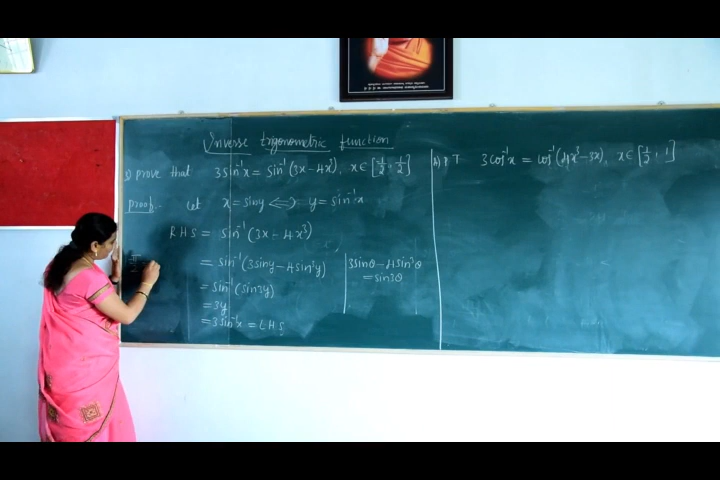 Inverse trigonometric function
1) prove that 3sin⁻¹x = sin⁻¹(3x-4x³), x∈[-1/2, 1/2]
proof:- Let x = siny ⟺ y = sin⁻¹x
RHS = sin⁻¹(3x-4x³)
= sin⁻¹(3siny-4sin³y)
= sin⁻¹(sin3y)
= 3y
= 3sin⁻¹x = LHS
3sinθ-4sin³θ
= sin3θ
P T 3cos⁻¹x = cos⁻¹(4x³-3x), x∈[1/2, 1]